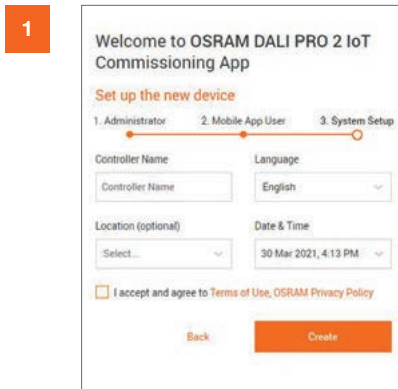 1
Welcome to OSRAM DALI PRO 2 IoT
Commissioning App
Set up the new device
1. Administrator 2. Mobile App User 3. System Setup
Controller Name Language
Controller Name English
Location (optional) Date & Time
Select... 30 Mar 2021, 4:13 PM
I accept and agree to Terms of Use, OSRAM Privacy Policy
Back Create